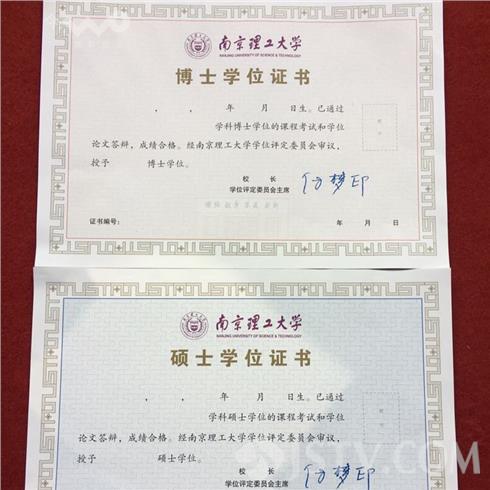 南京理工大学
NANJING UNIVERSITY OF SCIENCE & TECHNOLOGY
博士学位证书
， ， 年 月 日生。已通过
学科博士学位的课程考试和学位
论文答辩，成绩合格。经南京理工大学学位评定委员会审议，
授予 博士学位。
校 长
学位评定委员会主席
证书编号： 年 月 日
南京理工大学
NANJING UNIVERSITY OF SCIENCE & TECHNOLOGY
硕士学位证书
， ， 年 月 日生。已通过
学科硕士学位的课程考试和学位
论文答辩，成绩合格。经南京理工大学学位评定委员会审议，
授予 硕士学位。
校 长
学位评定委员会主席
JSTV.COM